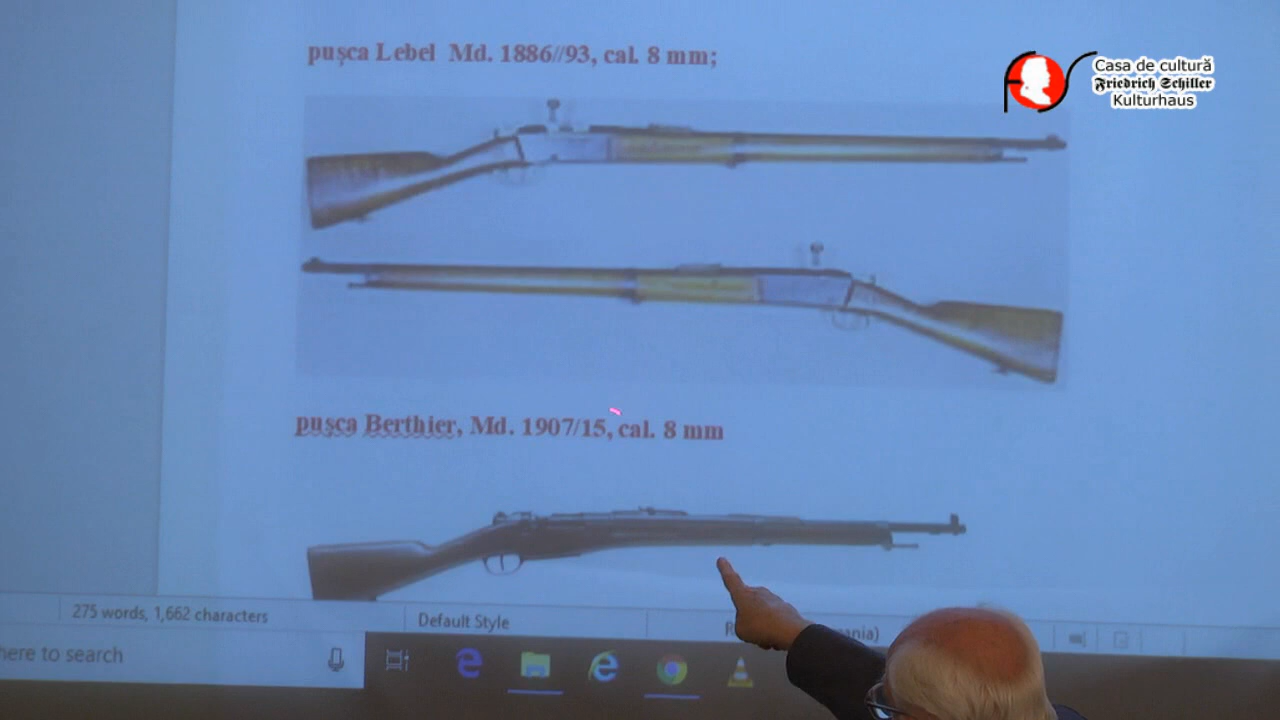 pușca Lebel Md. 1886//93, cal. 8 mm;
Casa de cultură
Friedrich Schiller
Kulturhaus
pușca Berthier, Md. 1907/15, cal. 8 mm
275 words, 1,662 characters
Default Style
here to search